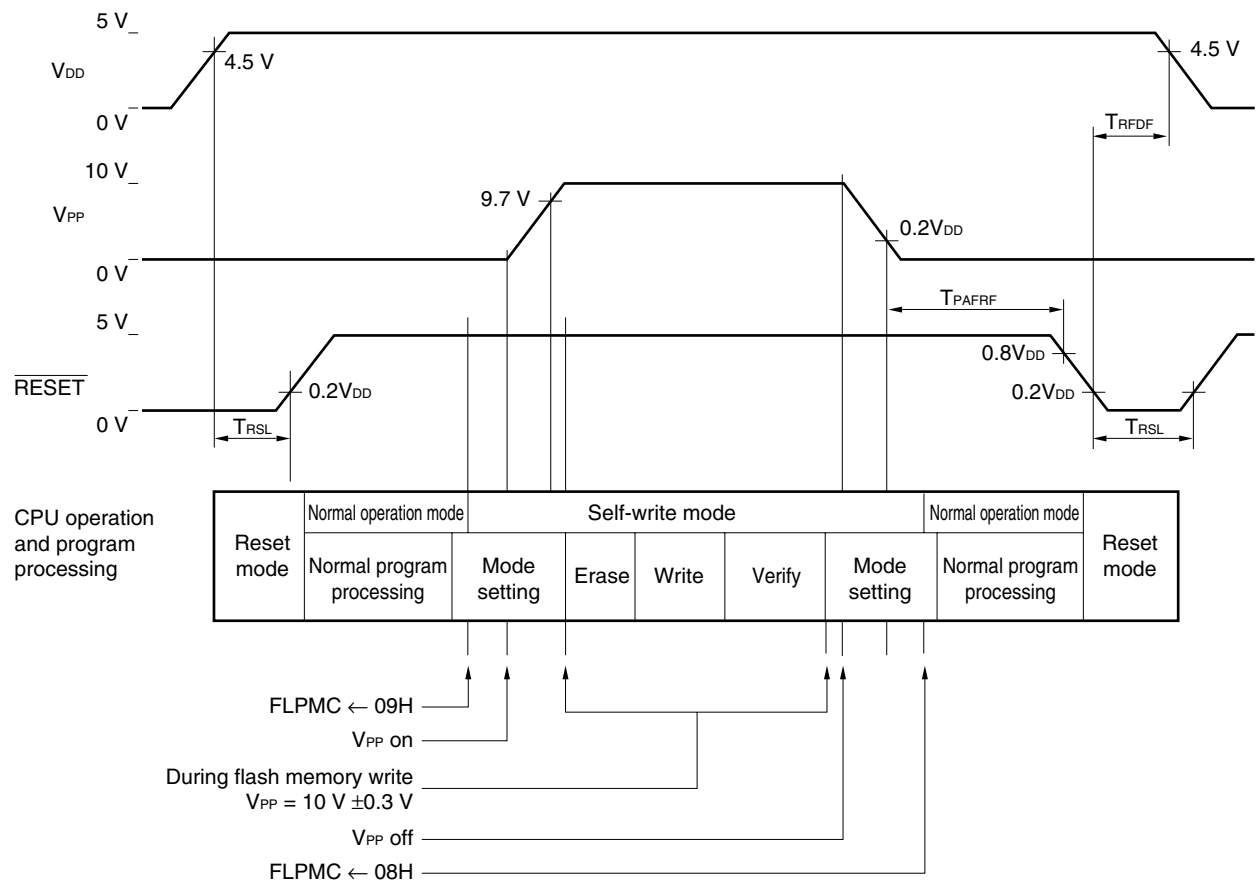 5 V
VDD
4.5 V
4.5 V
0 V
TRFDF
10 V
VPP
9.7 V
0.2VDD
0 V
TPAFRF
5 V
0.8VDD
RESET
0.2VDD
0.2VDD
0 V
TRSL
TRSL
CPU operation
and program
processing
Reset
mode
Normal operation mode
Self-write mode
Normal operation mode
Normal program
processing
Mode
setting
Erase
Write
Verify
Mode
setting
Normal program
processing
Reset
mode
FLPMC ← 09H
VPP on
During flash memory write
VPP = 10 V ±0.3 V
VPP off
FLPMC ← 08H